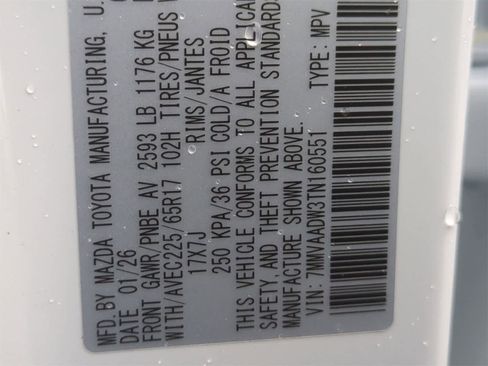 MFD.BY MAZDA TOYOTA MANUFACTURING, U.
DATE 01/26
FRONT GAWR/PNBE AV 2593 LB 1176 KG
WITH/AVEC225/65R17 102H TIRES/PNEUS
17X7J RIMS/JANTES
250 KPA/36 PSI COLD/A FROID
THIS VEHICLE CONFORMS TO ALL APPLICA
SAFETY AND THEFT PREVENTION STANDARD
MANUFACTURE SHOWN ABOVE.
VIN: 7MMVAADW3TN160551 TYPE: MPV